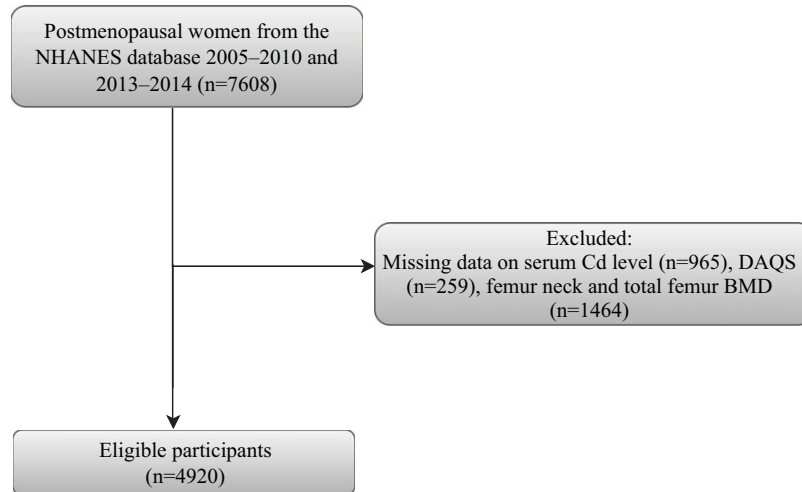 Postmenopausal women from the
NHANES database 2005–2010 and
2013–2014 (n=7608)
Excluded:
Missing data on serum Cd level (n=965), DAQS
(n=259), femur neck and total femur BMD
(n=1464)
Eligible participants
(n=4920)